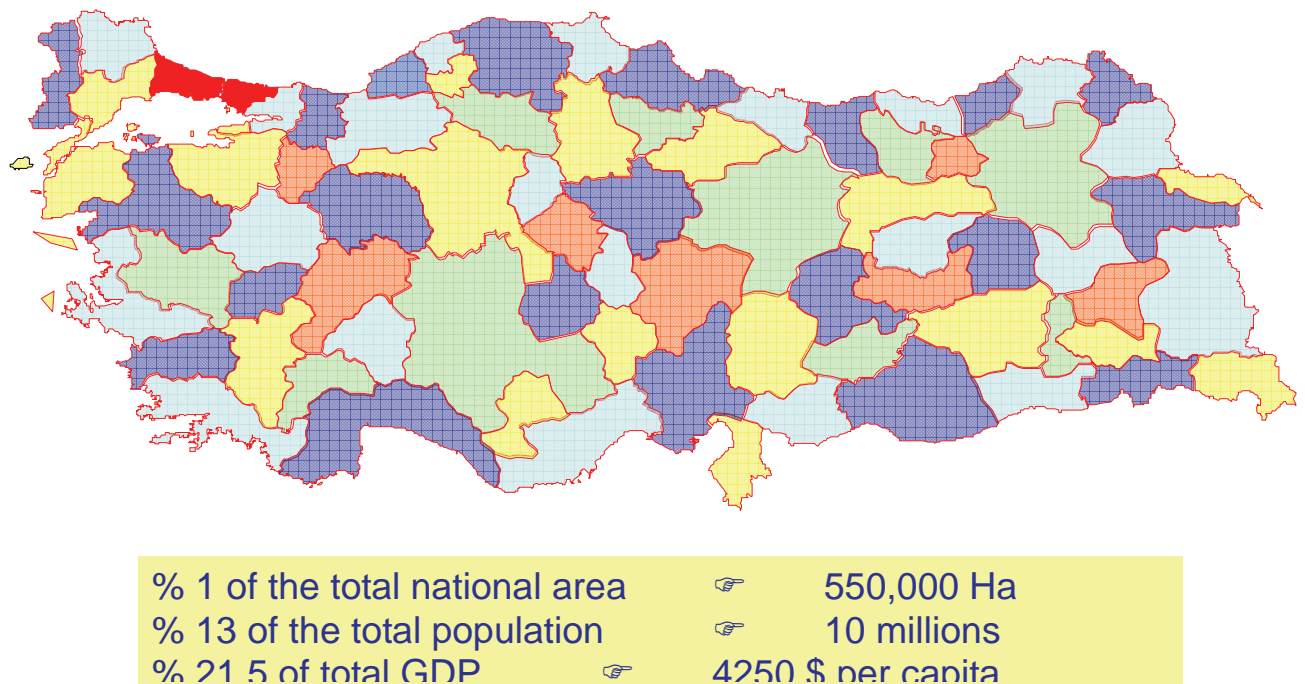 % 1 of the total national area ☞ 550,000 Ha
% 13 of the total population ☞ 10 millions
% 21.5 of total GDP ☞ 4250 $ per capita